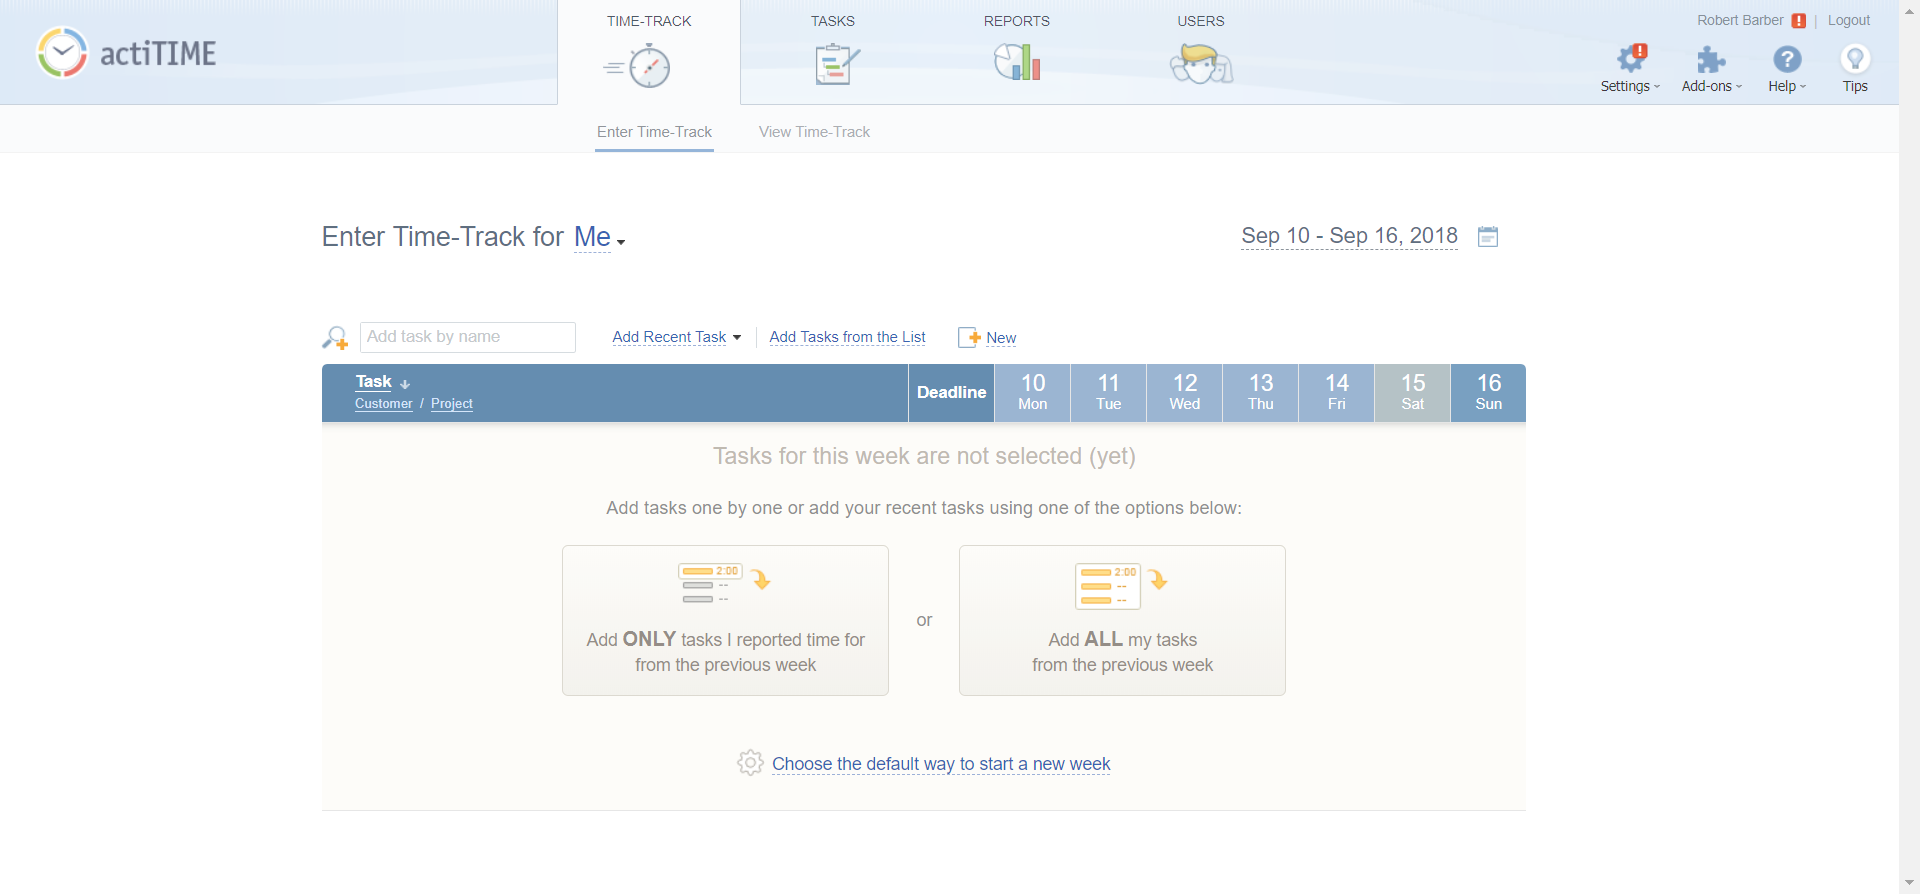 actiTIME
TIME-TRACK
TASKS
REPORTS
USERS
Robert Barber ! | Logout
Settings
Add-ons
Help
Tips
Enter Time-Track
View Time-Track
Enter Time-Track for Me
Sep 10 - Sep 16, 2018
Add task by name
Add Recent Task
Add Tasks from the List
New
Task
Customer / Project
Deadline
10
Mon
11
Tue
12
Wed
13
Thu
14
Fri
15
Sat
16
Sun
Tasks for this week are not selected (yet)
Add tasks one by one or add your recent tasks using one of the options below:
2:00
--
--
Add ONLY tasks I reported time for
from the previous week
or
2:00
--
--
Add ALL my tasks
from the previous week
Choose the default way to start a new week